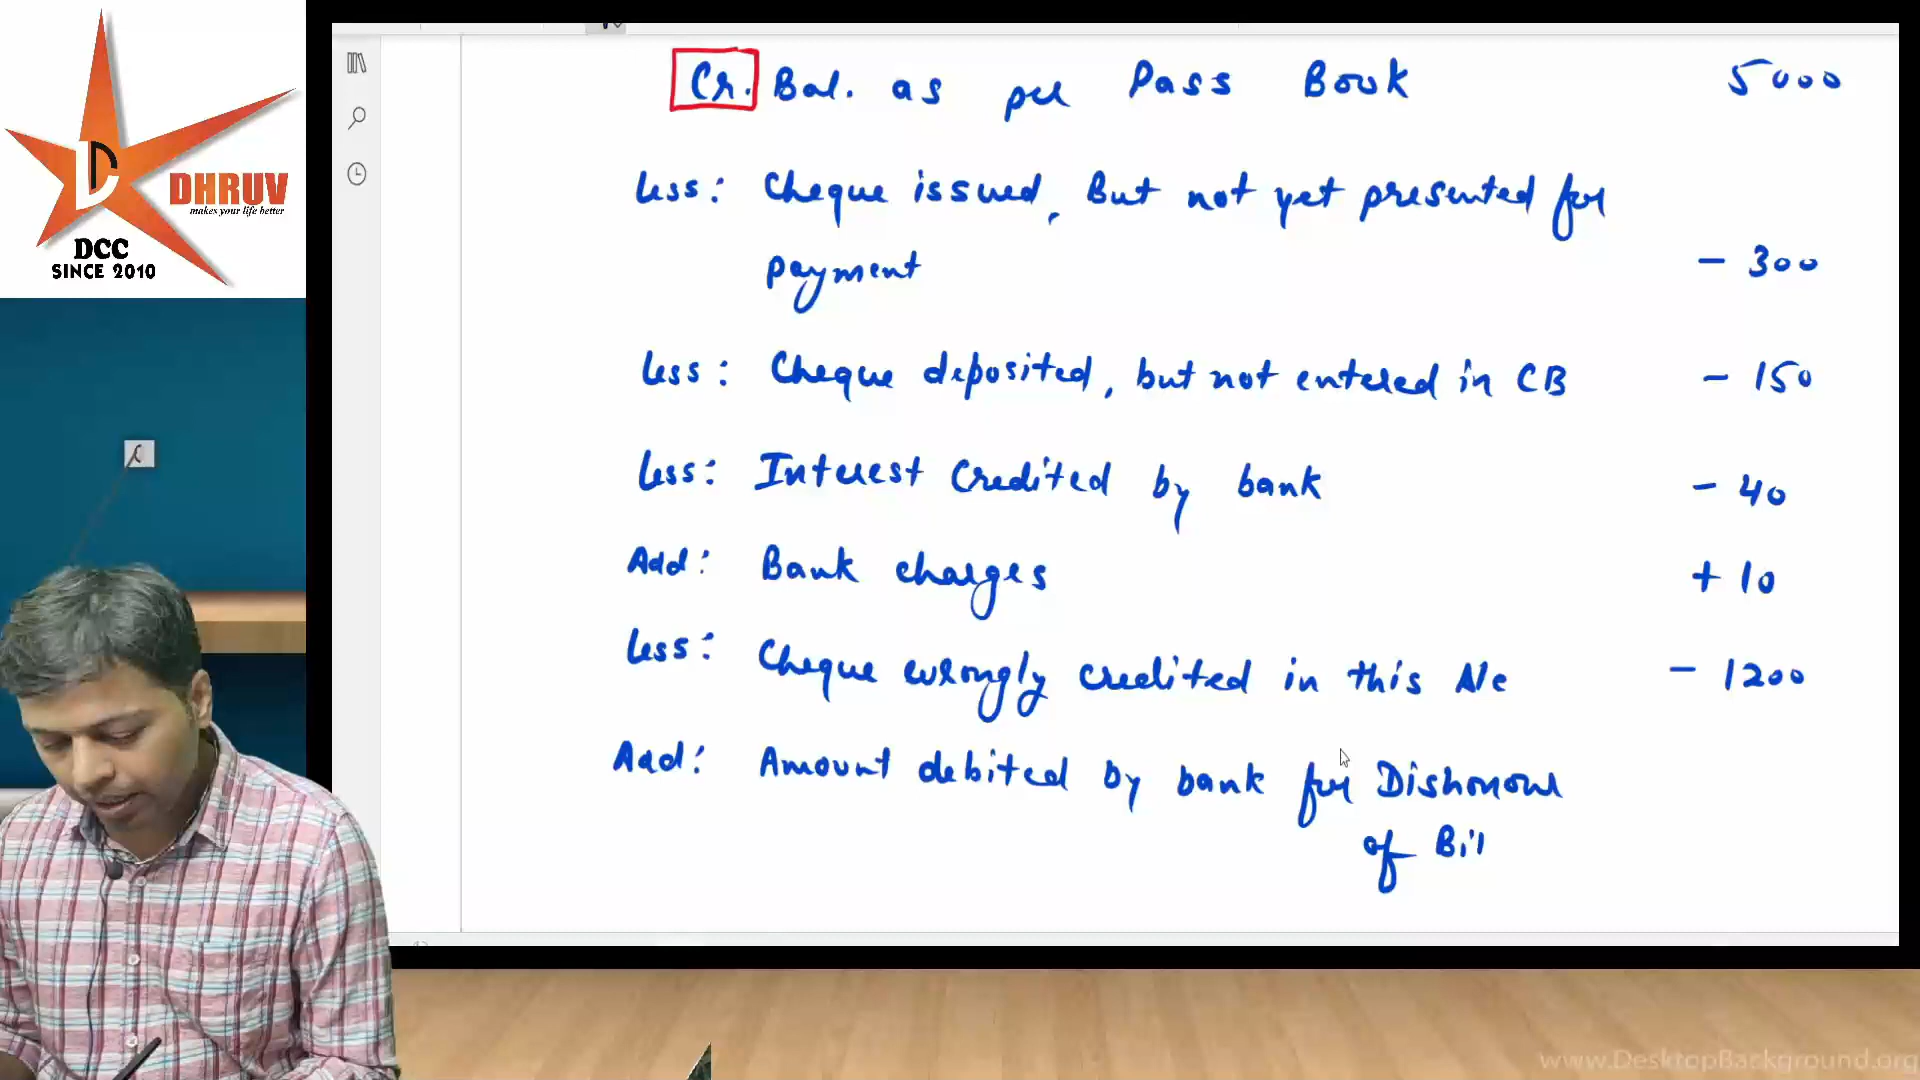 Cr. Bal. as per Pass Book 5000
Less: Cheque issued, But not yet presented for
payment - 300
Less: Cheque deposited, but not entered in CB - 150
Less: Interest Credited by bank - 40
Add: Bank charges + 10
Less: Cheque wrongly credited in this A/c - 1200
Add: Amount debited by bank for Dishonour
of Bil
DC
DHRUV
makes your life better
DCC
SINCE 2010
www.DesktopBackground.org